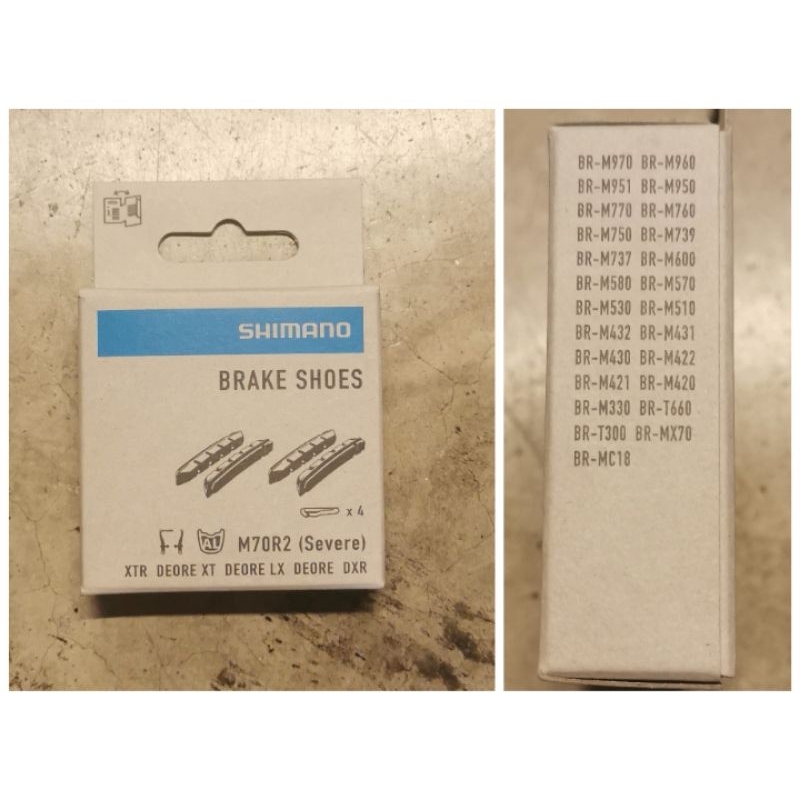 SHIMANO
BRAKE SHOES
x 4
AL M70R2 (Severe)
XTR DEORE XT DEORE LX DEORE DXR
BR-M970 BR-M960
BR-M951 BR-M950
BR-M770 BR-M760
BR-M750 BR-M739
BR-M737 BR-M600
BR-M580 BR-M570
BR-M530 BR-M510
BR-M432 BR-M431
BR-M430 BR-M422
BR-M421 BR-M420
BR-M330 BR-T660
BR-T300 BR-MX70
BR-MC18